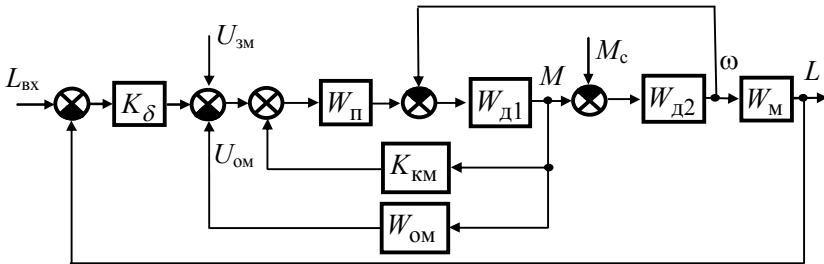 U_зм
M_с
L_вх
K_δ
W_п
W_д1
M
W_д2
ω
W_м
L
U_ом
K_км
W_ом